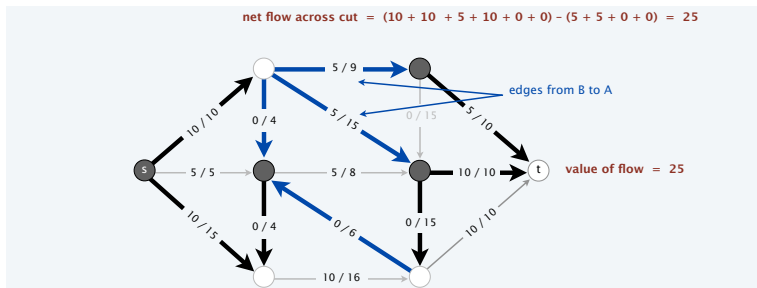 net flow across cut = (10 + 10 + 5 + 10 + 0 + 0) – (5 + 5 + 0 + 0) = 25
5 / 9
edges from B to A
10 / 10
0 / 4
5 / 15
0 / 15
5 / 10
s
5 / 5
5 / 8
10 / 10
t
value of flow = 25
10 / 15
0 / 4
0 / 6
0 / 15
10 / 10
10 / 16